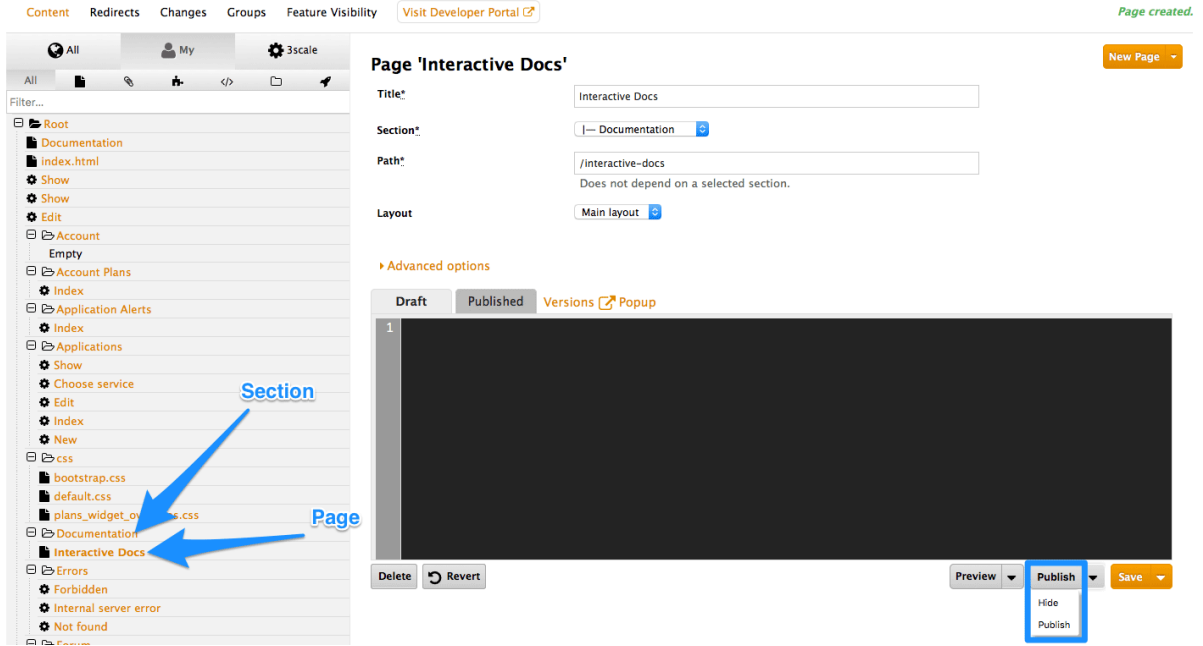 Content Redirects Changes Groups Feature Visibility Visit Developer Portal Page created.
All My 3scale
All </>
Filter...
Root
Documentation
index.html
Show
Show
Edit
Account
Empty
Account Plans
Index
Application Alerts
Index
Applications
Show
Choose service
Edit
Index
New
css
bootstrap.css
default.css
.css
Documentation
Interactive Docs
Errors
Forbidden
Internal server error
Not found
Forum
Section
Page
Page 'Interactive Docs'
New Page
Title* Interactive Docs
Section* |— Documentation
Path* /interactive-docs
Does not depend on a selected section.
Layout Main layout
Advanced options
Draft Published Versions Popup
1
Delete Revert Preview Publish Save
Hide
Publish